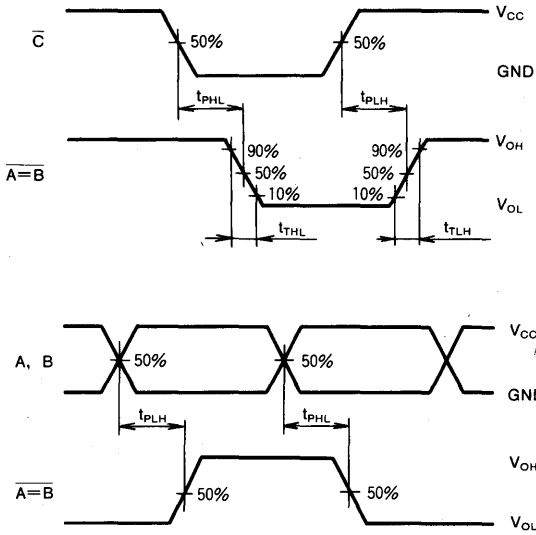 V_CC
C̅ 50% 50%
GND
t_PHL t_PLH
V_OH
90% 90%
A̅=̅B̅ 50% 50%
10% 10%
V_OL
t_THL t_TLH
V_CC
A, B 50% 50%
GND
t_PLH t_PHL
V_OH
A̅=̅B̅ 50% 50%
V_OL